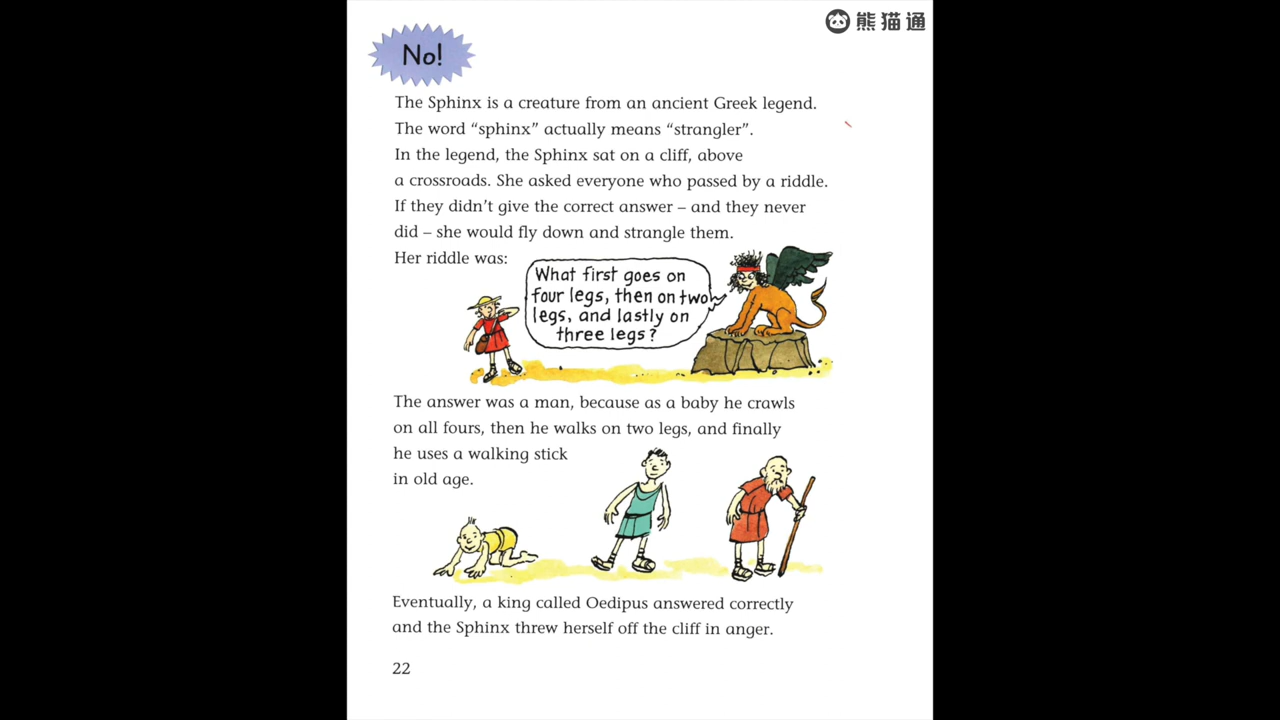 熊猫通
No!
The Sphinx is a creature from an ancient Greek legend.
The word “sphinx” actually means “strangler”.
In the legend, the Sphinx sat on a cliff, above
a crossroads. She asked everyone who passed by a riddle.
If they didn’t give the correct answer – and they never
did – she would fly down and strangle them.
Her riddle was:
What first goes on
four legs, then on two
legs, and lastly on
three legs?
The answer was a man, because as a baby he crawls
on all fours, then he walks on two legs, and finally
he uses a walking stick
in old age.
Eventually, a king called Oedipus answered correctly
and the Sphinx threw herself off the cliff in anger.
22